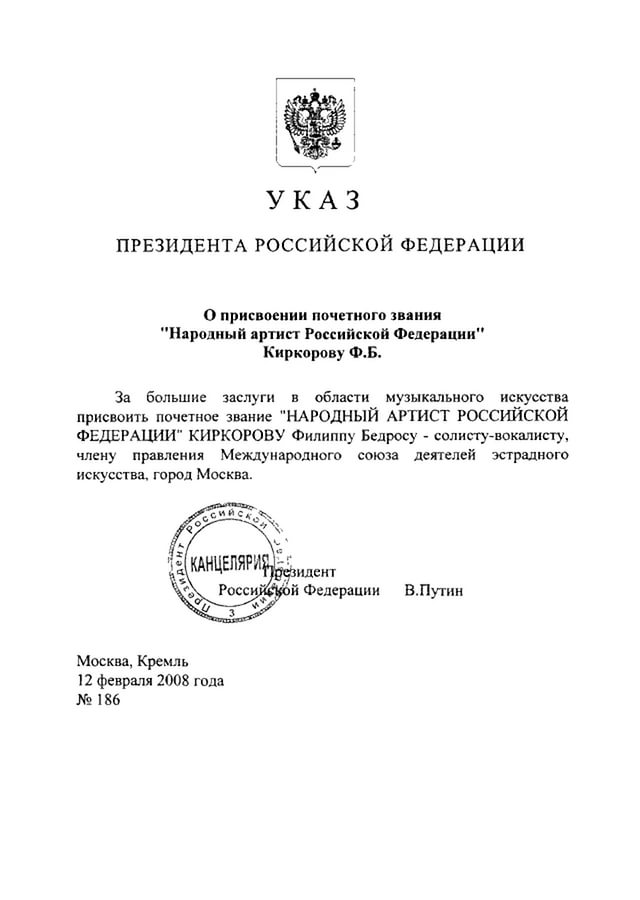 УКАЗ
ПРЕЗИДЕНТА РОССИЙСКОЙ ФЕДЕРАЦИИ
О присвоении почетного звания
"Народный артист Российской Федерации"
Киркорову Ф.Б.
За большие заслуги в области музыкального искусства
присвоить почетное звание "НАРОДНЫЙ АРТИСТ РОССИЙСКОЙ
ФЕДЕРАЦИИ" КИРКОРОВУ Филиппу Бедросу - солисту-вокалисту,
члену правления Международного союза деятелей эстрадного
искусства, город Москва.
Президент Российской
КАНЦЕЛЯРИЯ
3
Президент
Российской Федерации В.Путин
Москва, Кремль
12 февраля 2008 года
№ 186